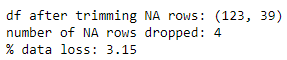 df after trimming NA rows: (123, 39)
number of NA rows dropped: 4
% data loss: 3.15